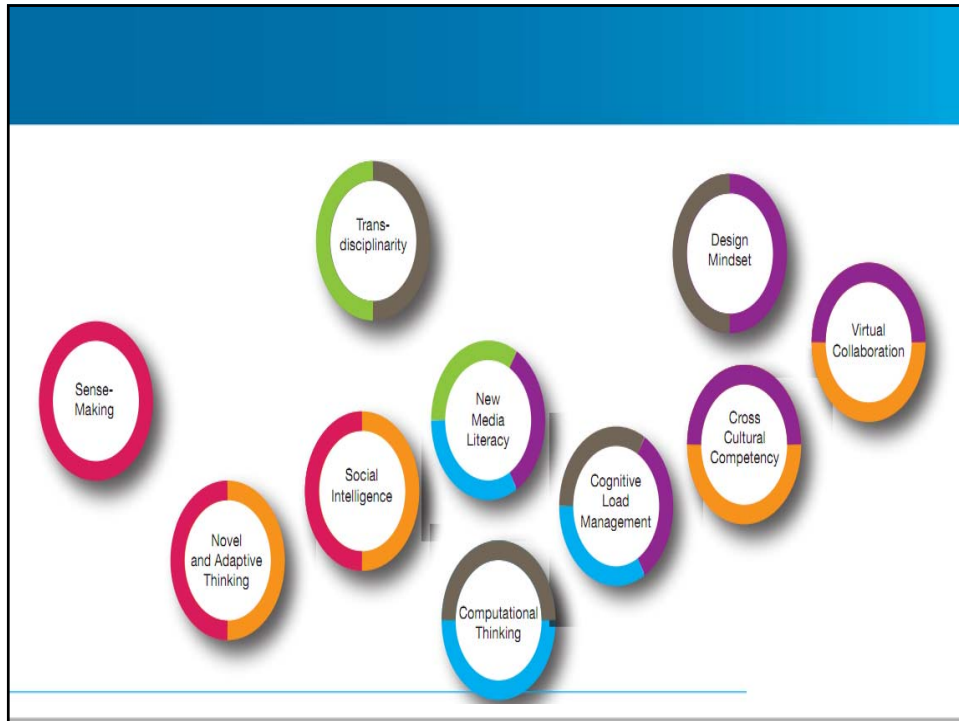 Trans-
disciplinarity
Design
Mindset
Virtual
Collaboration
Sense-
Making
New
Media
Literacy
Cross
Cultural
Competency
Social
Intelligence
Cognitive
Load
Management
Novel
and Adaptive
Thinking
Computational
Thinking